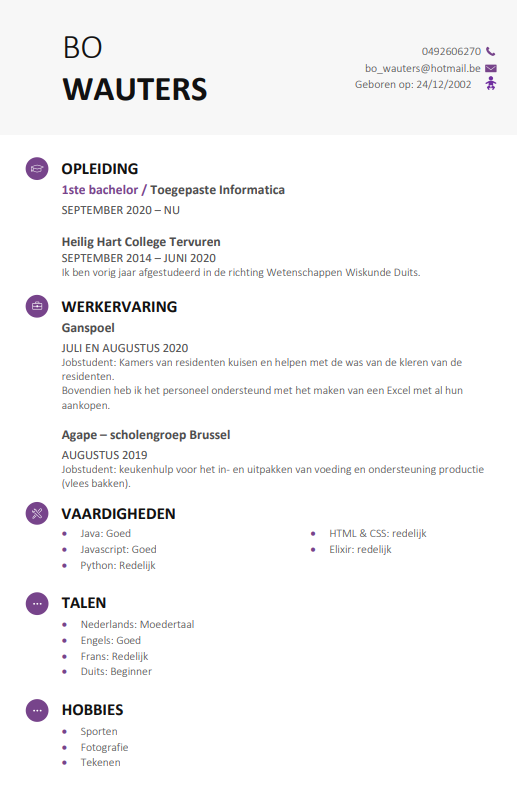 BO
WAUTERS
0492606270
bo_wauters@hotmail.be
Geboren op: 24/12/2002
OPLEIDING
1ste bachelor / Toegepaste Informatica
SEPTEMBER 2020 – NU
Heilig Hart College Tervuren
SEPTEMBER 2014 – JUNI 2020
Ik ben vorig jaar afgestudeerd in de richting Wetenschappen Wiskunde Duits.
WERKERVARING
Ganspoel
JULI EN AUGUSTUS 2020
Jobstudent: Kamers van residenten kuisen en helpen met de was van de kleren van de
residenten.
Bovendien heb ik het personeel ondersteund met het maken van een Excel met al hun
aankopen.
Agape – scholengroep Brussel
AUGUSTUS 2019
Jobstudent: keukenhulp voor het in- en uitpakken van voeding en ondersteuning productie
(vlees bakken).
VAARDIGHEDEN
• Java: Goed
• Javascript: Goed
• Python: Redelijk
• HTML & CSS: redelijk
• Elixir: redelijk
TALEN
• Nederlands: Moedertaal
• Engels: Goed
• Frans: Redelijk
• Duits: Beginner
HOBBIES
• Sporten
• Fotografie
• Tekenen